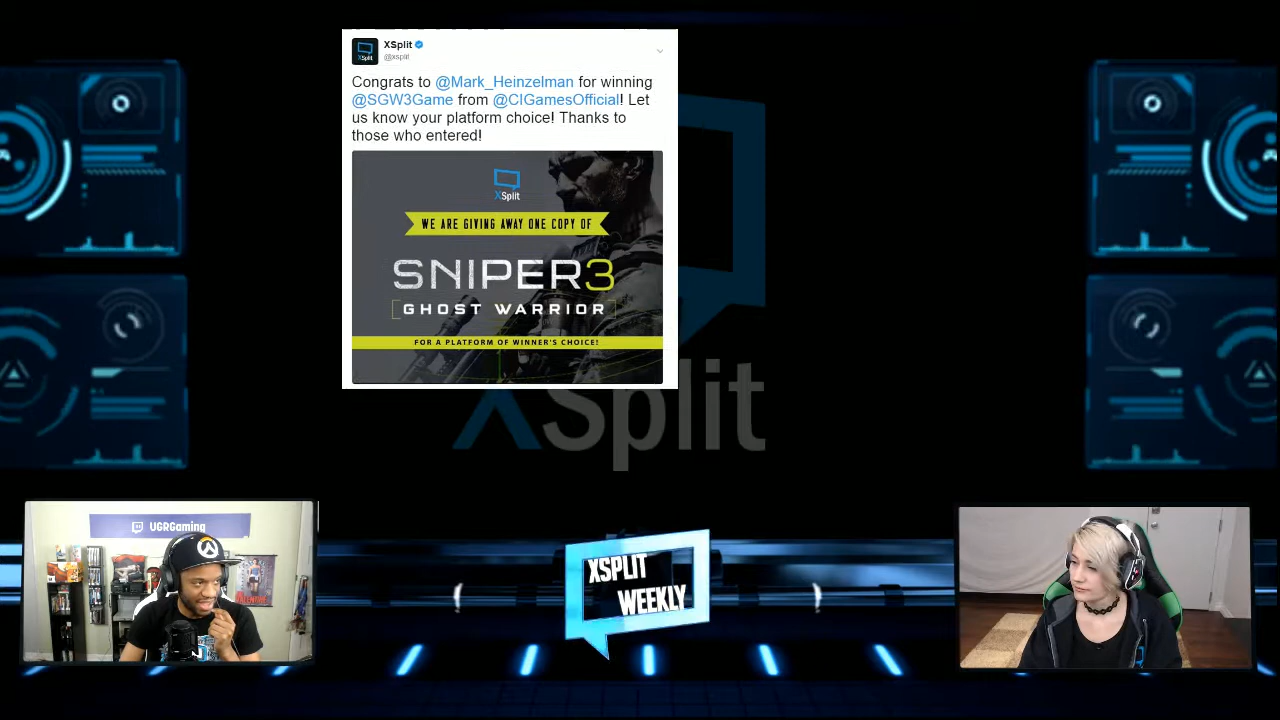 XSplit
@xsplit
XSplit
Congrats to @Mark_Heinzelman for winning
@SGW3Game from @CIGamesOfficial! Let
us know your platform choice! Thanks to
those who entered!
XSplit
WE ARE GIVING AWAY ONE COPY OF
SNIPER3
GHOST WARRIOR
FOR A PLATFORM OF WINNER'S CHOICE!
XSplit
UGRGaming
XSPLIT
WEEKLY